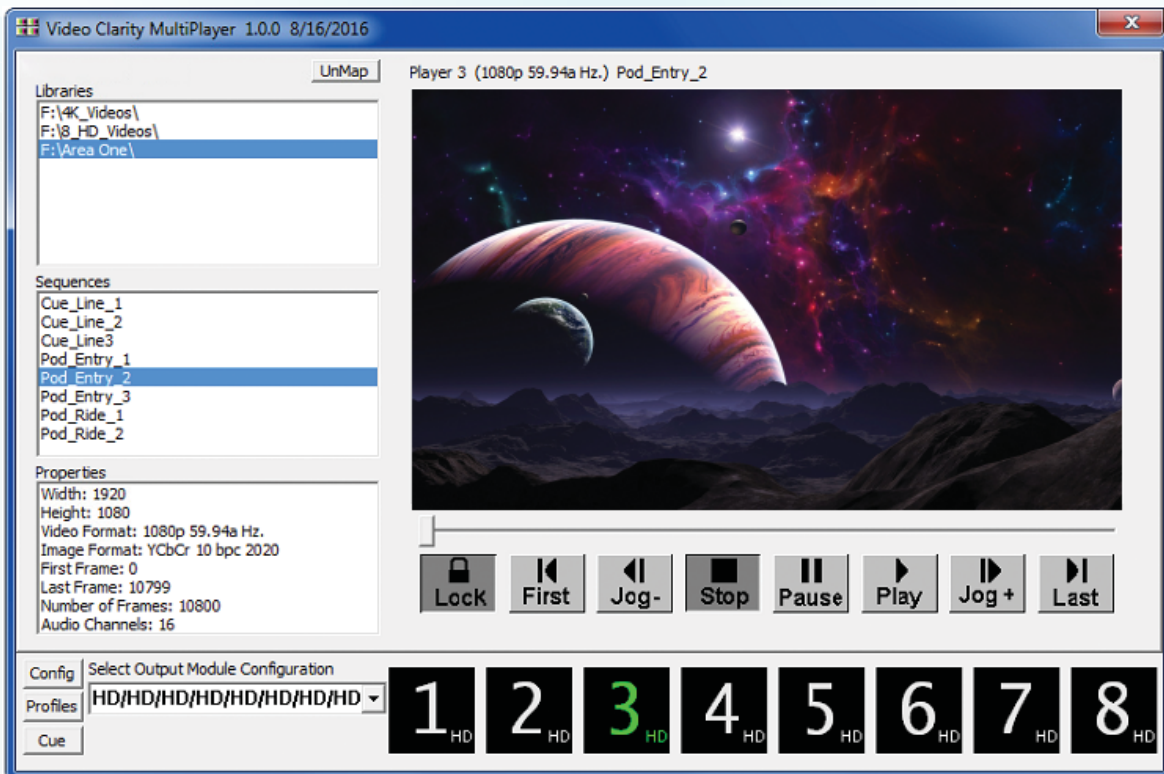 Video Clarity MultiPlayer 1.0.0 8/16/2016
UnMap
Libraries
F:\4K_Videos\
F:\8_HD_Videos\
F:\Area One\
Sequences
Cue_Line_1
Cue_Line_2
Cue_Line3
Pod_Entry_1
Pod_Entry_2
Pod_Entry_3
Pod_Ride_1
Pod_Ride_2
Properties
Width: 1920
Height: 1080
Video Format: 1080p 59.94a Hz.
Image Format: YCbCr 10 bpc 2020
First Frame: 0
Last Frame: 10799
Number of Frames: 10800
Audio Channels: 16
Player 3 (1080p 59.94a Hz.) Pod_Entry_2
Lock First Jog- Stop Pause Play Jog + Last
Config
Profiles
Cue
Select Output Module Configuration
HD/HD/HD/HD/HD/HD/HD/HD
1 HD 2 HD 3 HD 4 HD 5 HD 6 HD 7 HD 8 HD